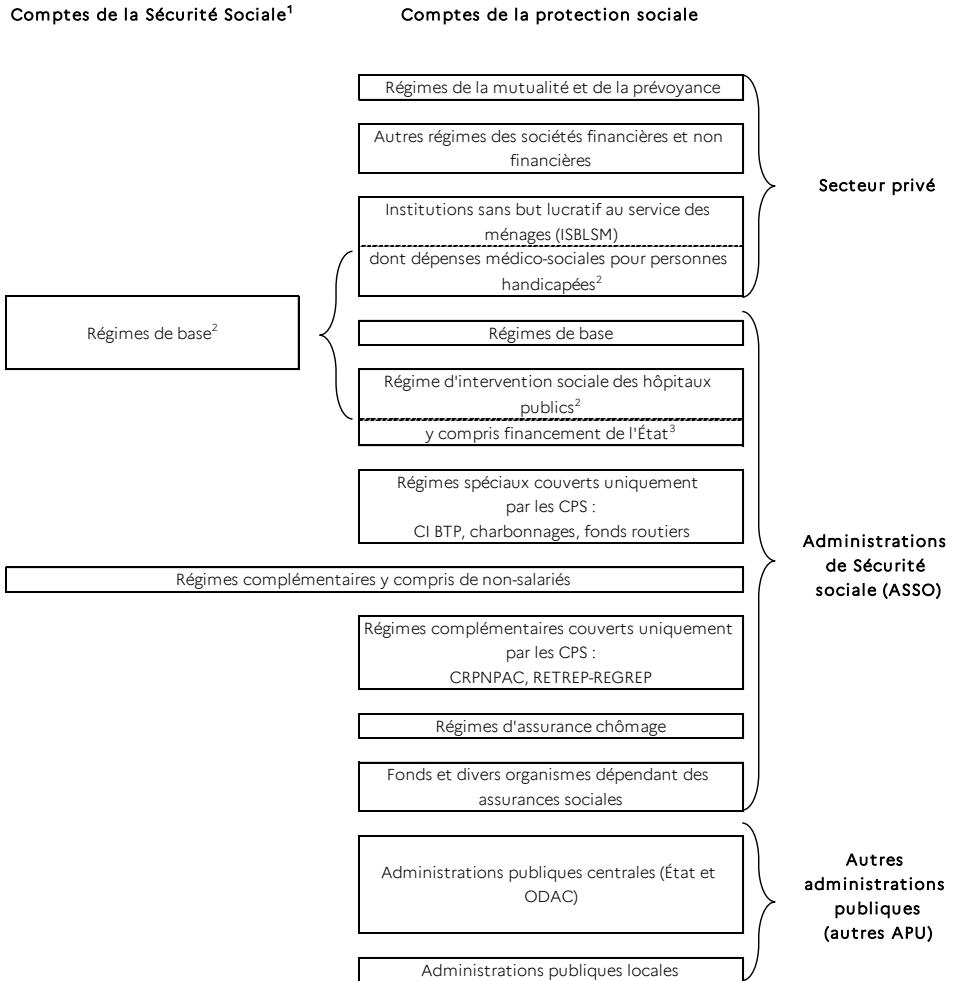 Comptes de la Sécurité Sociale¹
Comptes de la protection sociale
Régimes de la mutualité et de la prévoyance
Autres régimes des sociétés financières et non
financières
Secteur privé
Institutions sans but lucratif au service des
ménages (ISBLSM)
dont dépenses médico-sociales pour personnes
handicapées²
Régimes de base²
Régimes de base
Régime d'intervention sociale des hôpitaux
publics²
y compris financement de l'État³
Régimes spéciaux couverts uniquement
par les CPS :
CI BTP, charbonnages, fonds routiers
Administrations
de Sécurité
sociale (ASSO)
Régimes complémentaires y compris de non-salariés
Régimes complémentaires couverts uniquement
par les CPS :
CRPNPAC, RETREP-REGREP
Régimes d'assurance chômage
Fonds et divers organismes dépendant des
assurances sociales
Administrations publiques centrales (État et
ODAC)
Autres
administrations
publiques
(autres APU)
Administrations publiques locales